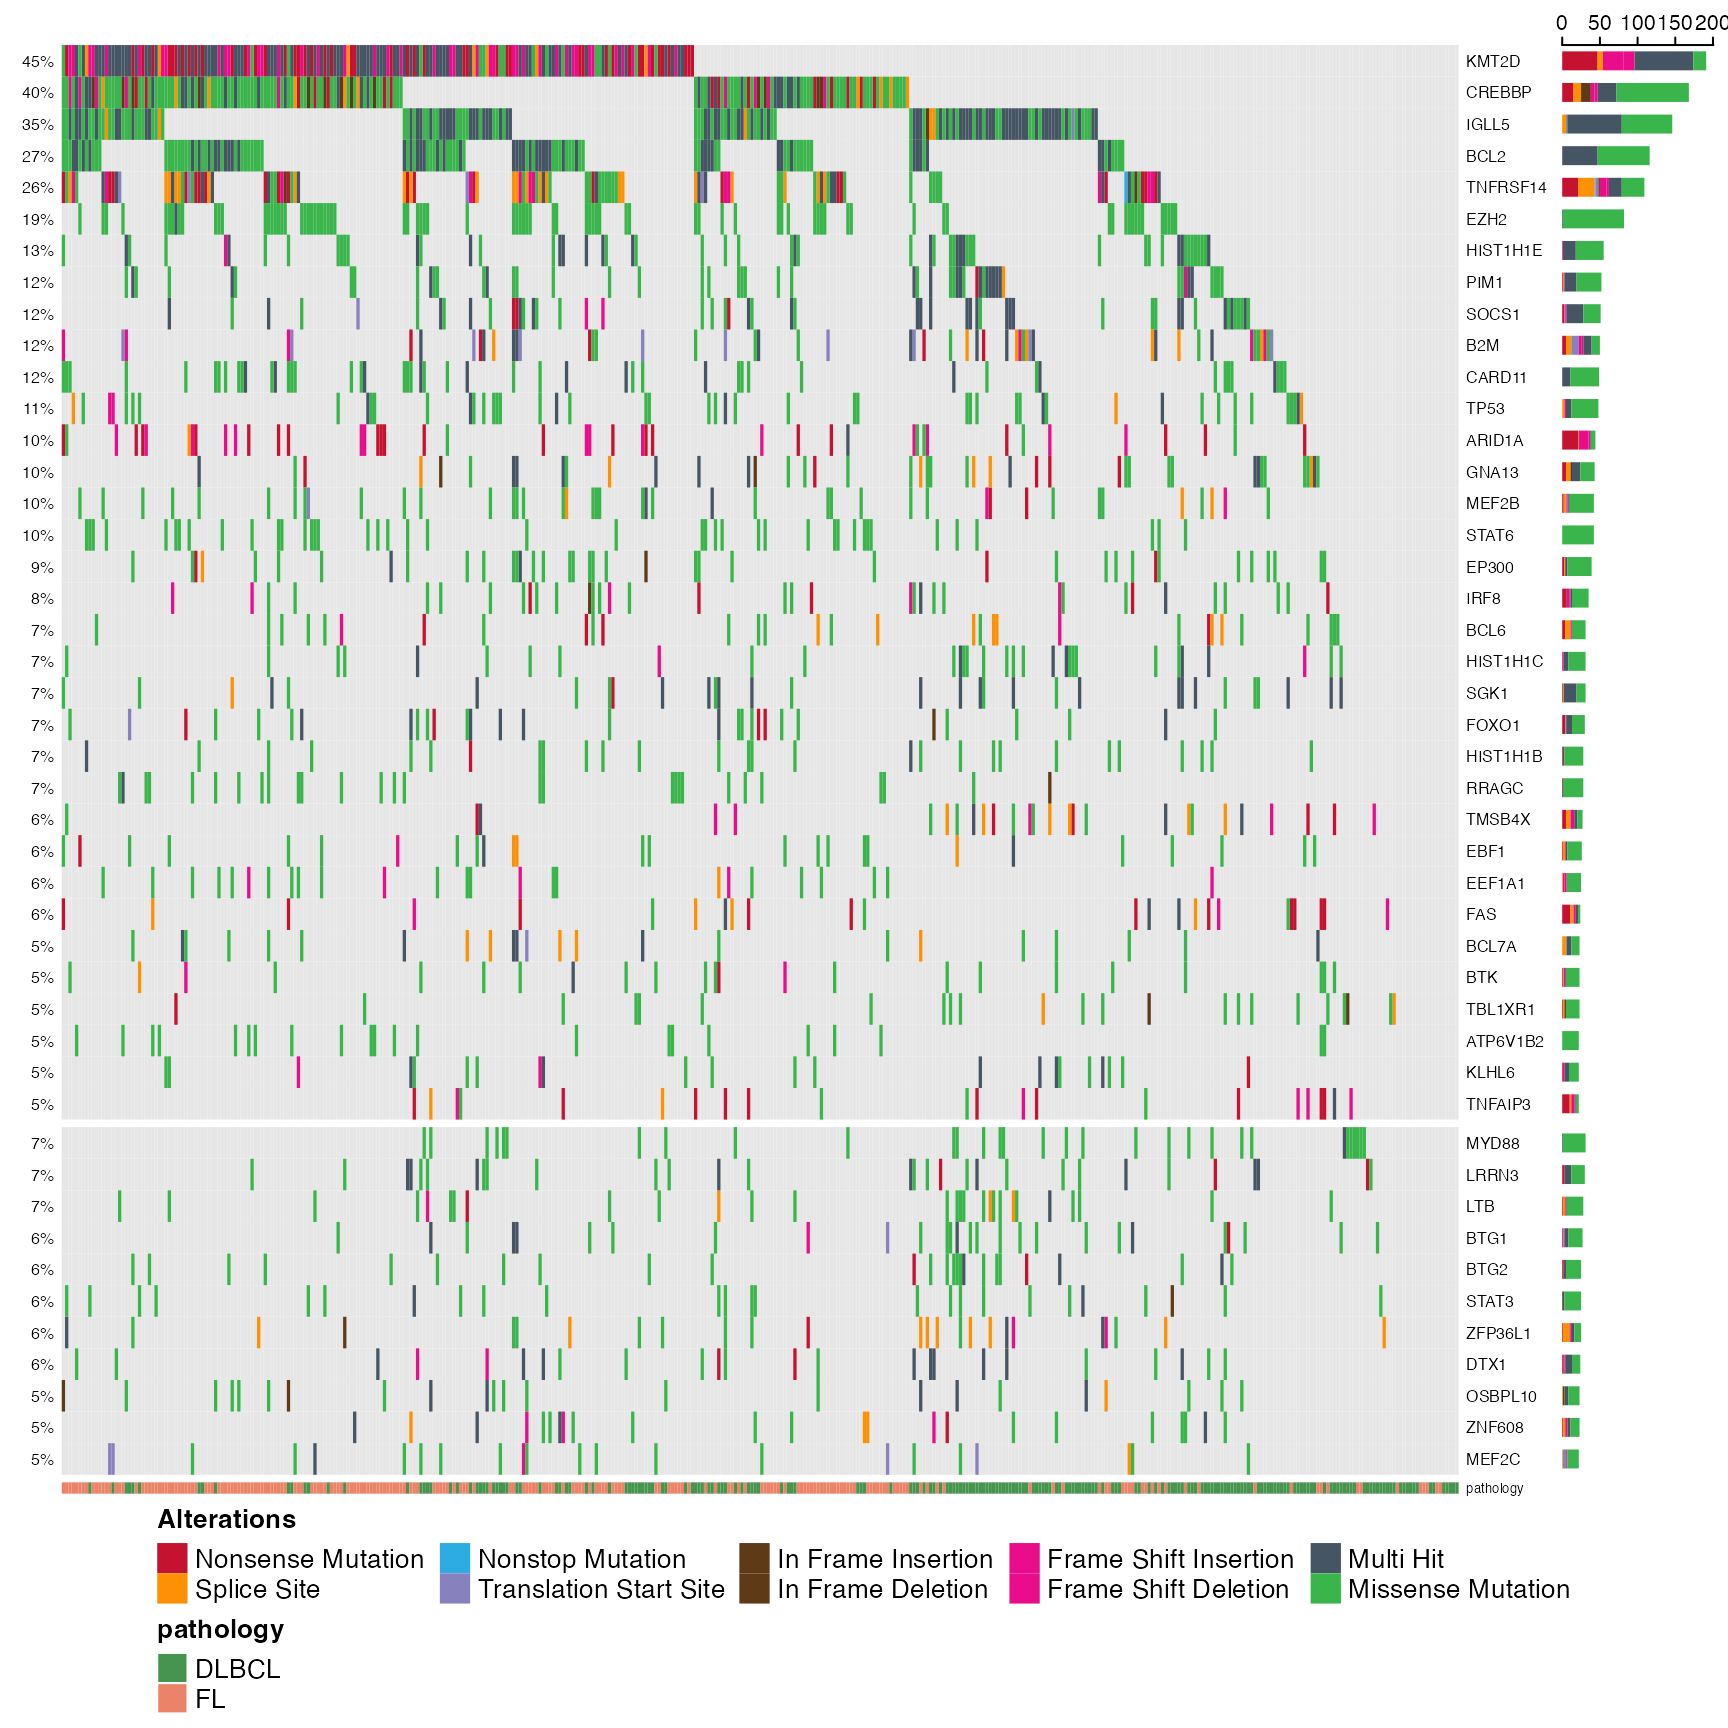 0 50 100 150 200
45% KMT2D
40% CREBBP
35% IGLL5
27% BCL2
26% TNFRSF14
19% EZH2
13% HIST1H1E
12% PIM1
12% SOCS1
12% B2M
12% CARD11
11% TP53
10% ARID1A
10% GNA13
10% MEF2B
10% STAT6
9% EP300
8% IRF8
7% BCL6
7% HIST1H1C
7% SGK1
7% FOXO1
7% HIST1H1B
7% RRAGC
6% TMSB4X
6% EBF1
6% EEF1A1
6% FAS
5% BCL7A
5% BTK
5% TBL1XR1
5% ATP6V1B2
5% KLHL6
5% TNFAIP3
7% MYD88
7% LRRN3
7% LTB
6% BTG1
6% BTG2
6% STAT3
6% ZFP36L1
6% DTX1
5% OSBPL10
5% ZNF608
5% MEF2C
pathology
Alterations
Nonsense Mutation Nonstop Mutation In Frame Insertion Frame Shift Insertion Multi Hit
Splice Site Translation Start Site In Frame Deletion Frame Shift Deletion Missense Mutation
pathology
DLBCL
FL